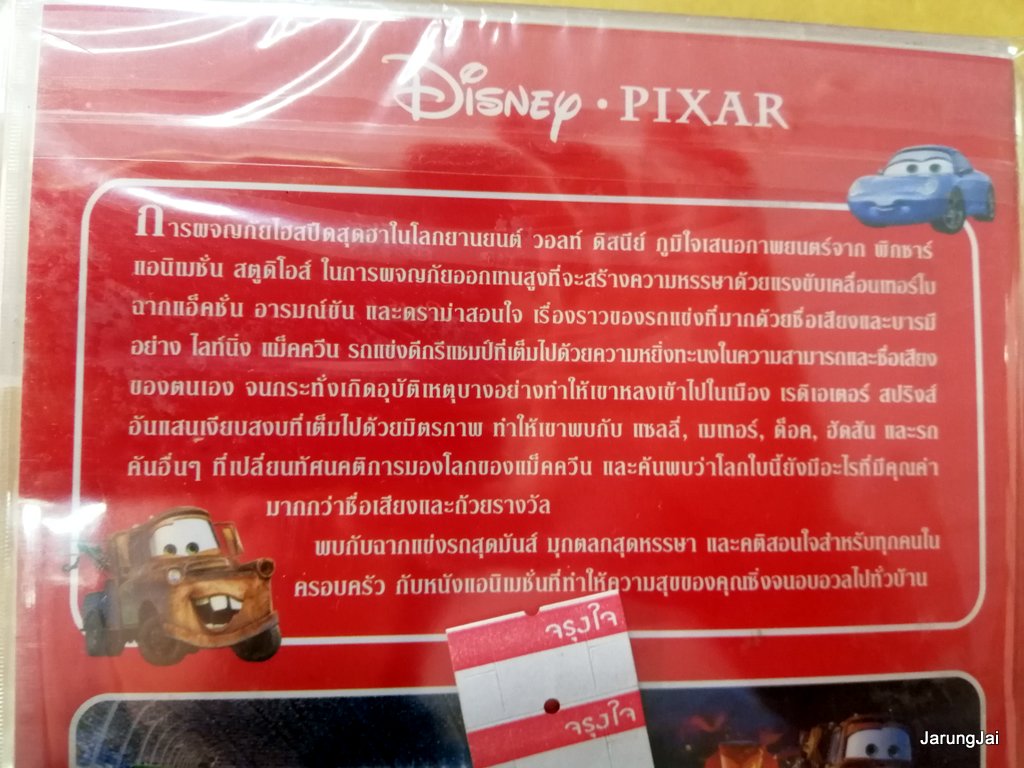 Disney · PIXAR
การผจญภัยไฮสปีดสุดฮาในโลกยานยนต์ วอลท์ ดิสนีย์ ภูมิใจเสนอภาพยนตร์จาก พิกซาร์
แอนิเมชั่น สตูดิโอส์ ในการผจญภัยออกเทนสูงที่จะสร้างความหรรษาด้วยแรงขับเคลื่อนเทอร์โบ
ฉากแอ็คชั่น อารมณ์ขัน และดราม่าสอนใจ เรื่องราวของรถแข่งที่มากด้วยชื่อเสียงและบารมี
อย่าง ไลท์นิ่ง แม็คควีน รถแข่งดีกรีแชมป์ที่เต็มไปด้วยความหยิ่งทะนงในความสามารถและชื่อเสียง
ของตนเอง จนกระทั่งเกิดอุบัติเหตุบางอย่างทำให้เขาหลงเข้าไปในเมือง เรดิเอเตอร์ สปริงส์
อันแสนเงียบสงบที่เต็มไปด้วยมิตรภาพ ทำให้เขาพบกับ แซลลี่, เมเทอร์, ด็อค, ฮัดสัน และรถ
คันอื่นๆ ที่เปลี่ยนทัศนคติการมองโลกของแม็คควีน และค้นพบว่าโลกใบนี้ยังมีอะไรที่มีคุณค่า
มากกว่าชื่อเสียงและถ้วยรางวัล
พบกับฉากแข่งรถสุดมันส์ มุกตลกสุดหรรษา และคติสอนใจสำหรับทุกคนใน
ครอบครัว กับหนังแอนิเมชั่นที่ทำให้ความสุขของคุณซิ่งจนอบอวลไปทั่วบ้าน
จรุงใจ
จรุงใจ
JarungJai